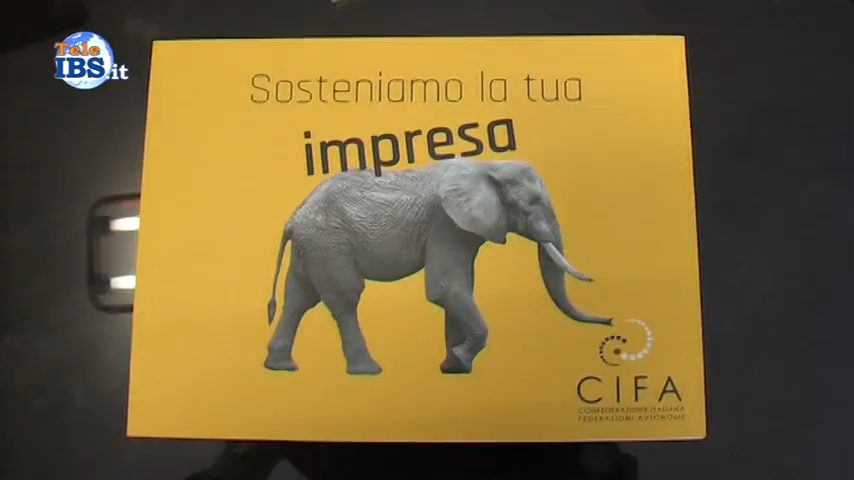 Tele
IBS.it
Sosteniamo la tua
impresa
CIFA
CONFEDERAZIONE ITALIANA
FEDERAZIONI AUTONOME